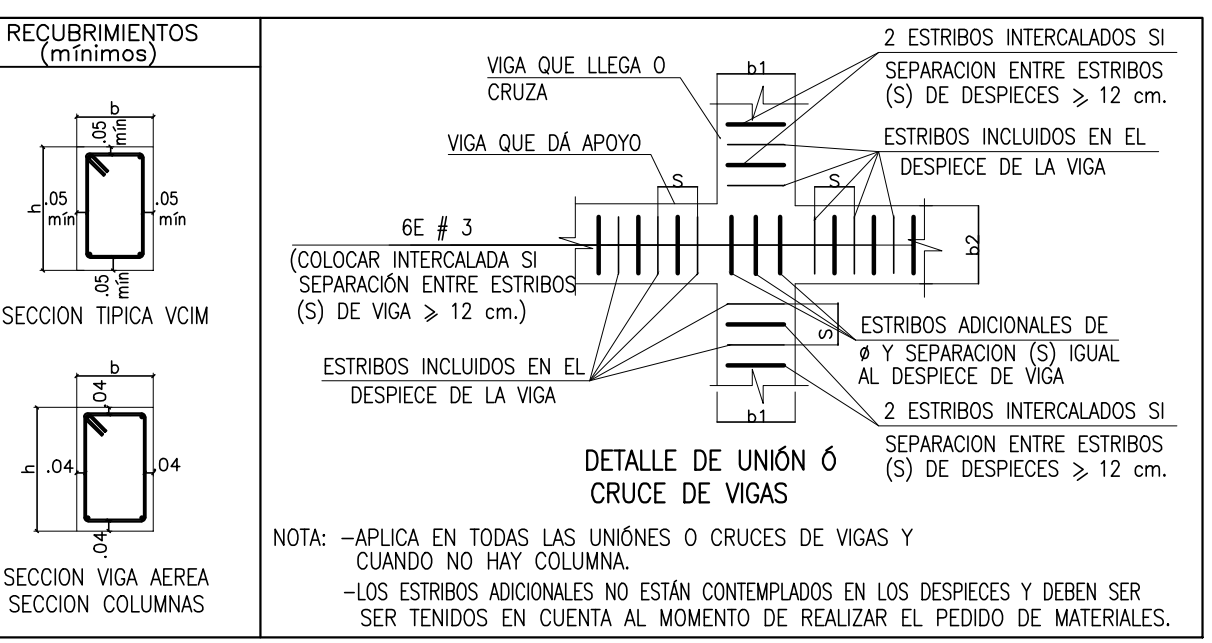 RECUBRIMIENTOS
(mínimos)
b
.05
mín
h
.05
mín
.05
mín
.05
mín
SECCION TIPICA VCIM
b
.04
h
.04
.04
.04
SECCION VIGA AEREA
SECCION COLUMNAS
VIGA QUE LLEGA O
CRUZA
VIGA QUE DÁ APOYO
6E # 3
(COLOCAR INTERCALADA SI
SEPARACIÓN ENTRE ESTRIBOS
(S) DE VIGA ⩾ 12 cm.)
ESTRIBOS INCLUIDOS EN EL
DESPIECE DE LA VIGA
b1
S
S
b2
S
b1
2 ESTRIBOS INTERCALADOS SI
SEPARACION ENTRE ESTRIBOS
(S) DE DESPIECES ⩾ 12 cm.
ESTRIBOS INCLUIDOS EN EL
DESPIECE DE LA VIGA
ESTRIBOS ADICIONALES DE
ø Y SEPARACION (S) IGUAL
AL DESPIECE DE VIGA
2 ESTRIBOS INTERCALADOS SI
SEPARACION ENTRE ESTRIBOS
(S) DE DESPIECES ⩾ 12 cm.
DETALLE DE UNIÓN Ó
CRUCE DE VIGAS
NOTA: –APLICA EN TODAS LAS UNIÓNES O CRUCES DE VIGAS Y
CUANDO NO HAY COLUMNA.
–LOS ESTRIBOS ADICIONALES NO ESTÁN CONTEMPLADOS EN LOS DESPIECES Y DEBEN SER
SER TENIDOS EN CUENTA AL MOMENTO DE REALIZAR EL PEDIDO DE MATERIALES.